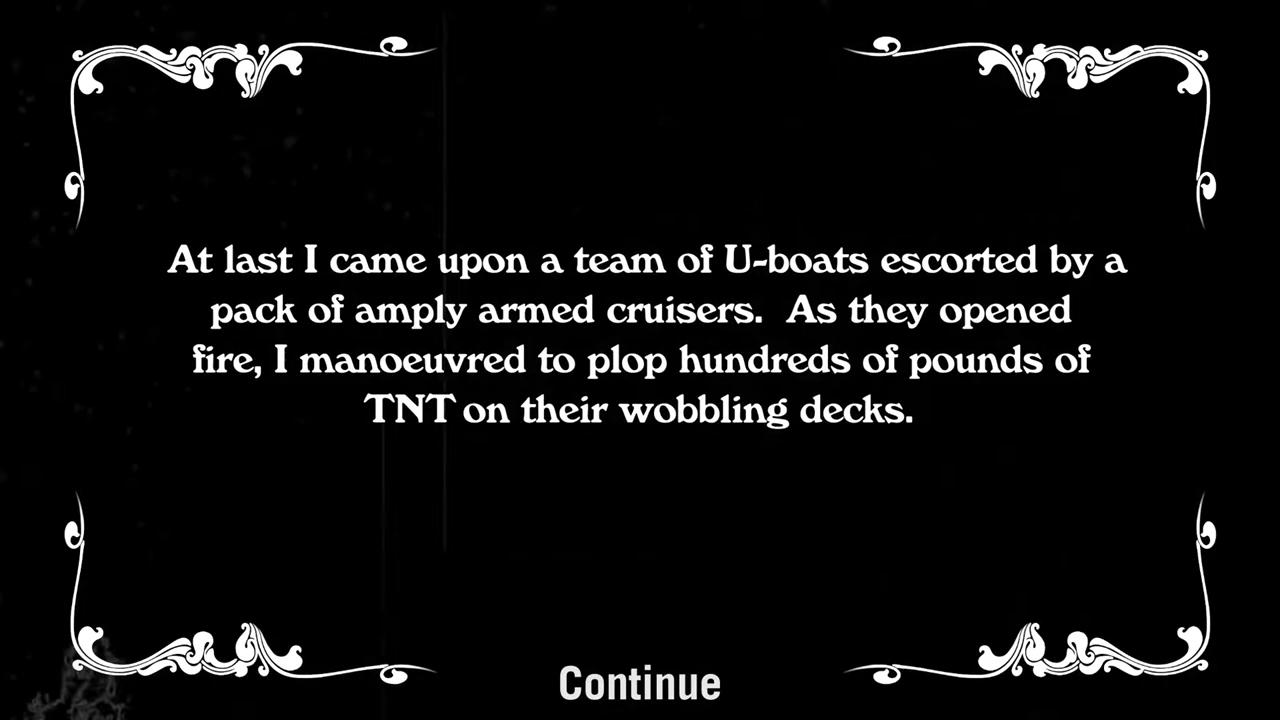 At last I came upon a team of U-boats escorted by a
pack of amply armed cruisers.  As they opened
fire, I manoeuvred to plop hundreds of pounds of
TNT on their wobbling decks.
Continue